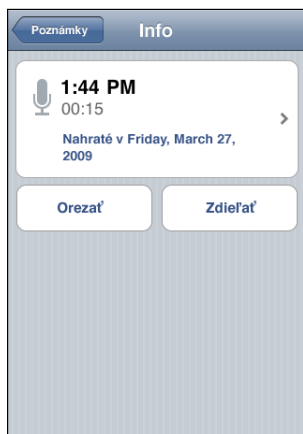 Poznámky
Info
1:44 PM
00:15
Nahraté v Friday, March 27,
2009
Orezať
Zdieľať